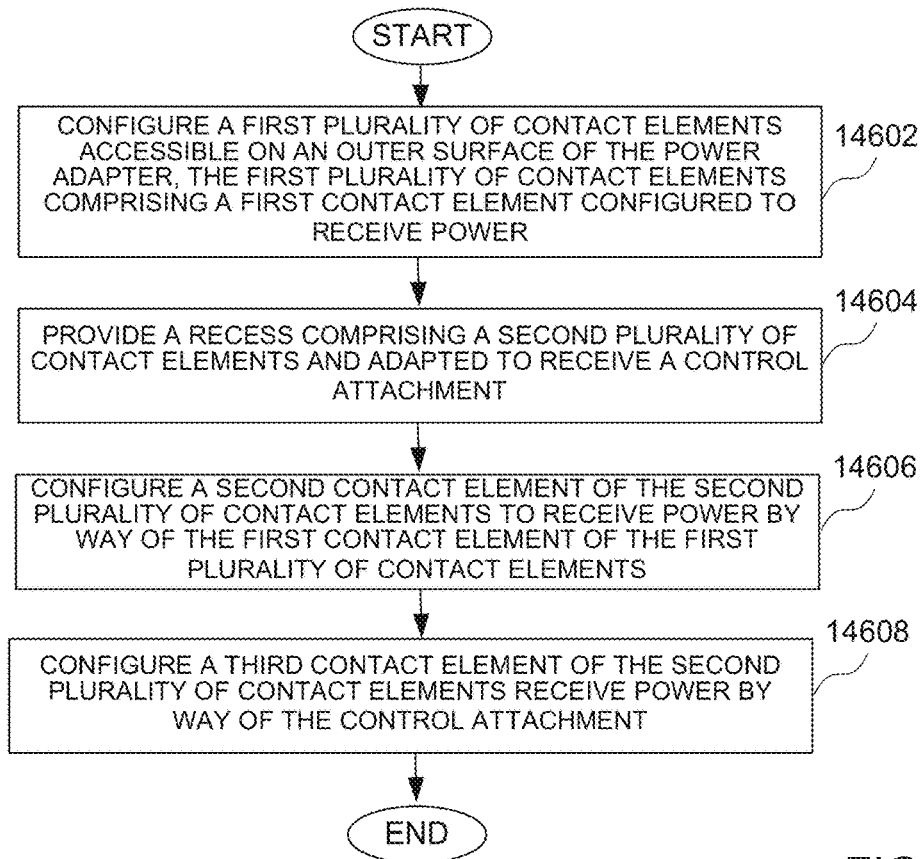 START
CONFIGURE A FIRST PLURALITY OF CONTACT ELEMENTS
ACCESSIBLE ON AN OUTER SURFACE OF THE POWER
ADAPTER, THE FIRST PLURALITY OF CONTACT ELEMENTS
COMPRISING A FIRST CONTACT ELEMENT CONFIGURED TO
RECEIVE POWER
14602
PROVIDE A RECESS COMPRISING A SECOND PLURALITY OF
CONTACT ELEMENTS AND ADAPTED TO RECEIVE A CONTROL
ATTACHMENT
14604
CONFIGURE A SECOND CONTACT ELEMENT OF THE SECOND
PLURALITY OF CONTACT ELEMENTS TO RECEIVE POWER BY
WAY OF THE FIRST CONTACT ELEMENT OF THE FIRST
PLURALITY OF CONTACT ELEMENTS
14606
CONFIGURE A THIRD CONTACT ELEMENT OF THE SECOND
PLURALITY OF CONTACT ELEMENTS RECEIVE POWER BY
WAY OF THE CONTROL ATTACHMENT
14608
END